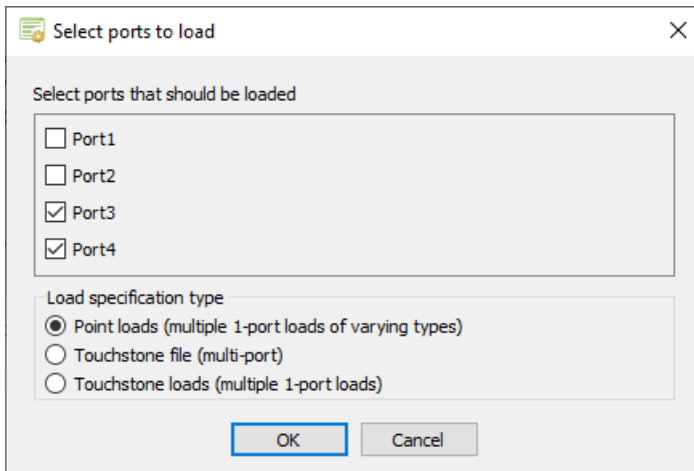 Select ports to load
Select ports that should be loaded
Port1
Port2
Port3
Port4
Load specification type
Point loads (multiple 1-port loads of varying types)
Touchstone file (multi-port)
Touchstone loads (multiple 1-port loads)
OK
Cancel